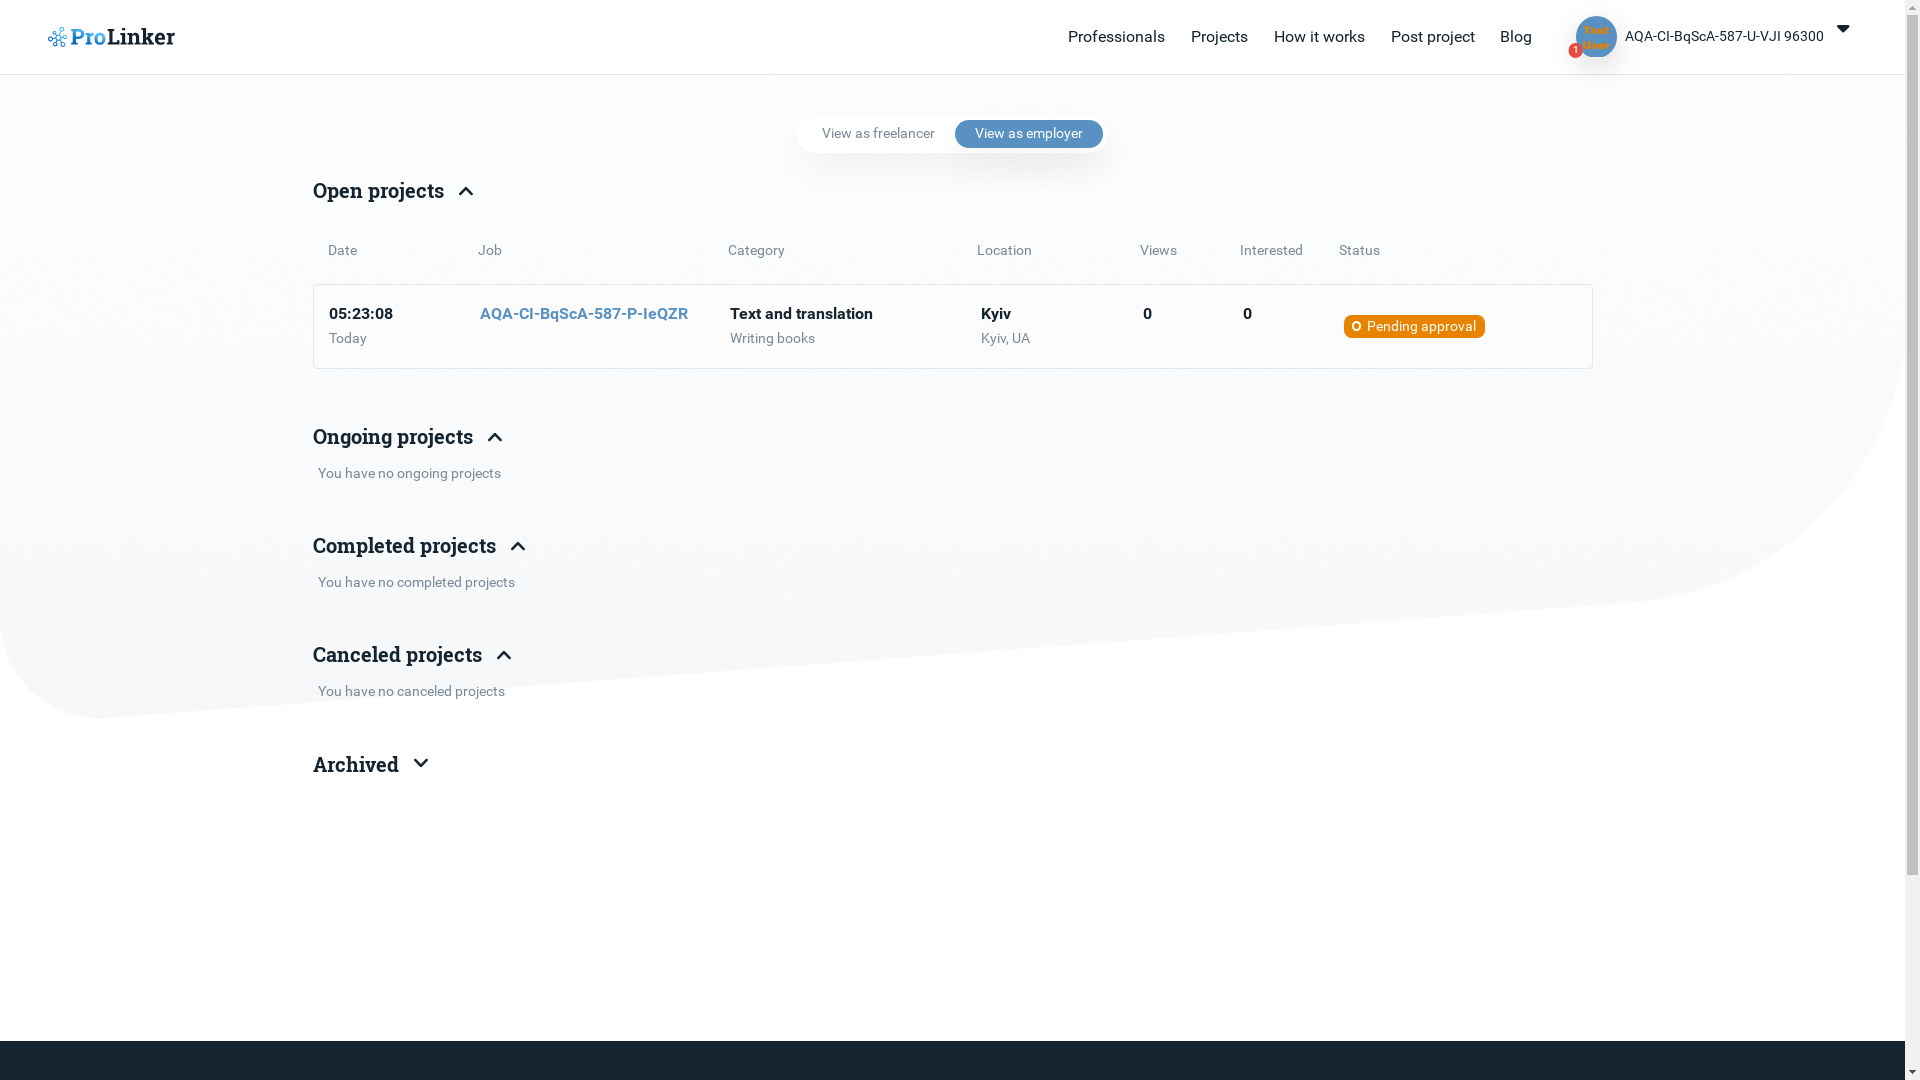 ProLinker
Professionals
Projects
How it works
Post project
Blog
Test
User
1
AQA-CI-BqScA-587-U-VJI 96300
View as freelancer
View as employer
Open projects
Date
Job
Category
Location
Views
Interested
Status
05:23:08
Today
AQA-CI-BqScA-587-P-IeQZR
Text and translation
Writing books
Kyiv
Kyiv, UA
0
0
Pending approval
Ongoing projects
You have no ongoing projects
Completed projects
You have no completed projects
Canceled projects
You have no canceled projects
Archived